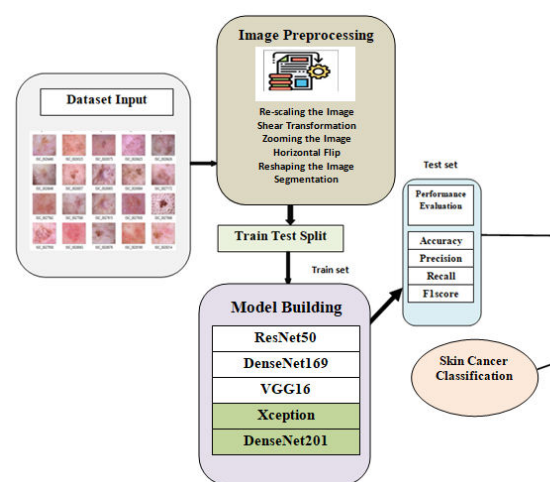 Image Preprocessing
Dataset Input
Re-scaling the Image
Shear Transformation
Zooming the Image
Horizontal Flip
Reshaping the Image
Segmentation
Train Test Split
Train set
Model Building
ResNet50
DenseNet169
VGG16
Xception
DenseNet201
Test set
Performance
Evaluation
Accuracy
Precision
Recall
F1score
Skin Cancer
Classification